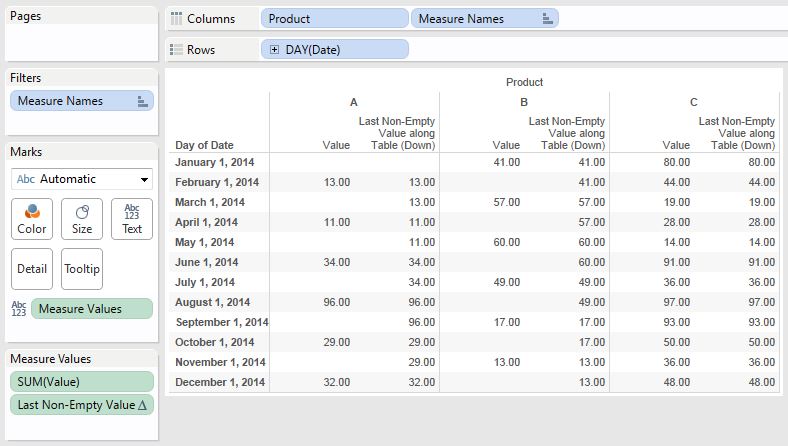 Pages
Columns
Product
Measure Names
Rows
DAY(Date)
Filters
Measure Names
Marks
Abc Automatic
Color
Size
Abc
123
Text
Detail
Tooltip
Abc
123
Measure Values
Measure Values
SUM(Value)
Last Non-Empty Value Δ
Product
A B C
Day of Date Value Last Non-Empty Value along Table (Down) Value Last Non-Empty Value along Table (Down) Value Last Non-Empty Value along Table (Down)
January 1, 2014 41.00 41.00 80.00 80.00
February 1, 2014 13.00 13.00 41.00 44.00 44.00
March 1, 2014 13.00 57.00 57.00 19.00 19.00
April 1, 2014 11.00 11.00 57.00 28.00 28.00
May 1, 2014 11.00 60.00 60.00 14.00 14.00
June 1, 2014 34.00 34.00 60.00 91.00 91.00
July 1, 2014 34.00 49.00 49.00 36.00 36.00
August 1, 2014 96.00 96.00 49.00 97.00 97.00
September 1, 2014 96.00 17.00 17.00 93.00 93.00
October 1, 2014 29.00 29.00 17.00 50.00 50.00
November 1, 2014 29.00 13.00 13.00 36.00 36.00
December 1, 2014 32.00 32.00 13.00 48.00 48.00